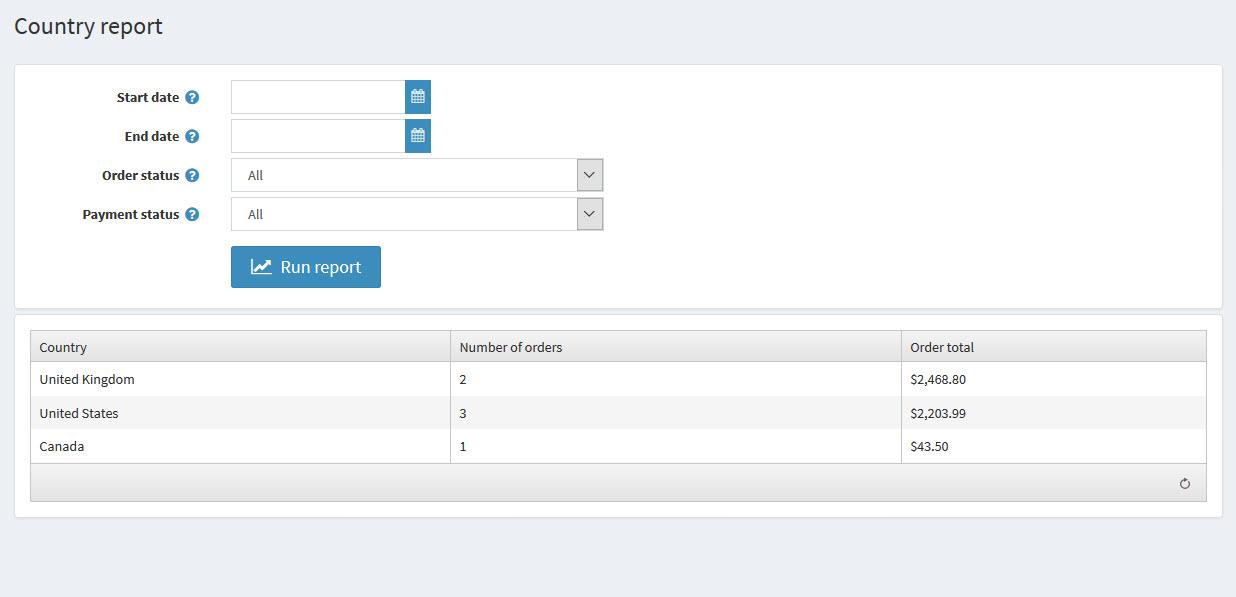 Country report
Start date
End date
Order status All
Payment status All
Run report
Country Number of orders Order total
United Kingdom 2 $2,468.80
United States 3 $2,203.99
Canada 1 $43.50